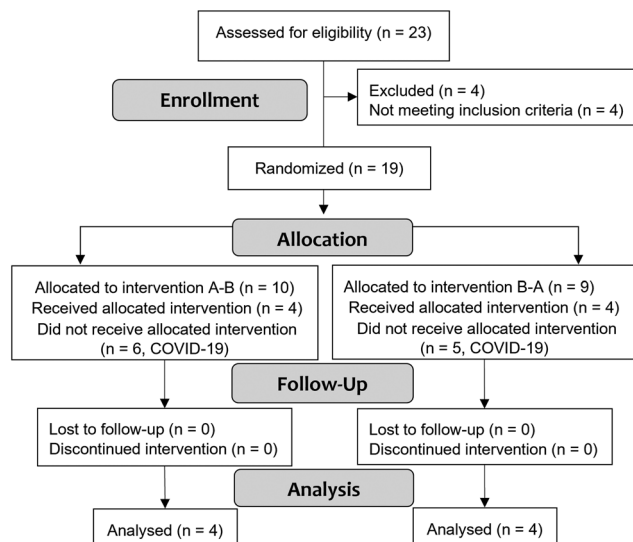 Assessed for eligibility (n = 23)
Enrollment
Excluded (n = 4)
Not meeting inclusion criteria (n = 4)
Randomized (n = 19)
Allocation
Allocated to intervention A-B (n = 10)
Received allocated intervention (n = 4)
Did not receive allocated intervention
(n = 6, COVID-19)
Allocated to intervention B-A (n = 9)
Received allocated intervention (n = 4)
Did not receive allocated intervention
(n = 5, COVID-19)
Follow-Up
Lost to follow-up (n = 0)
Discontinued intervention (n = 0)
Lost to follow-up (n = 0)
Discontinued intervention (n = 0)
Analysis
Analysed (n = 4)
Analysed (n = 4)